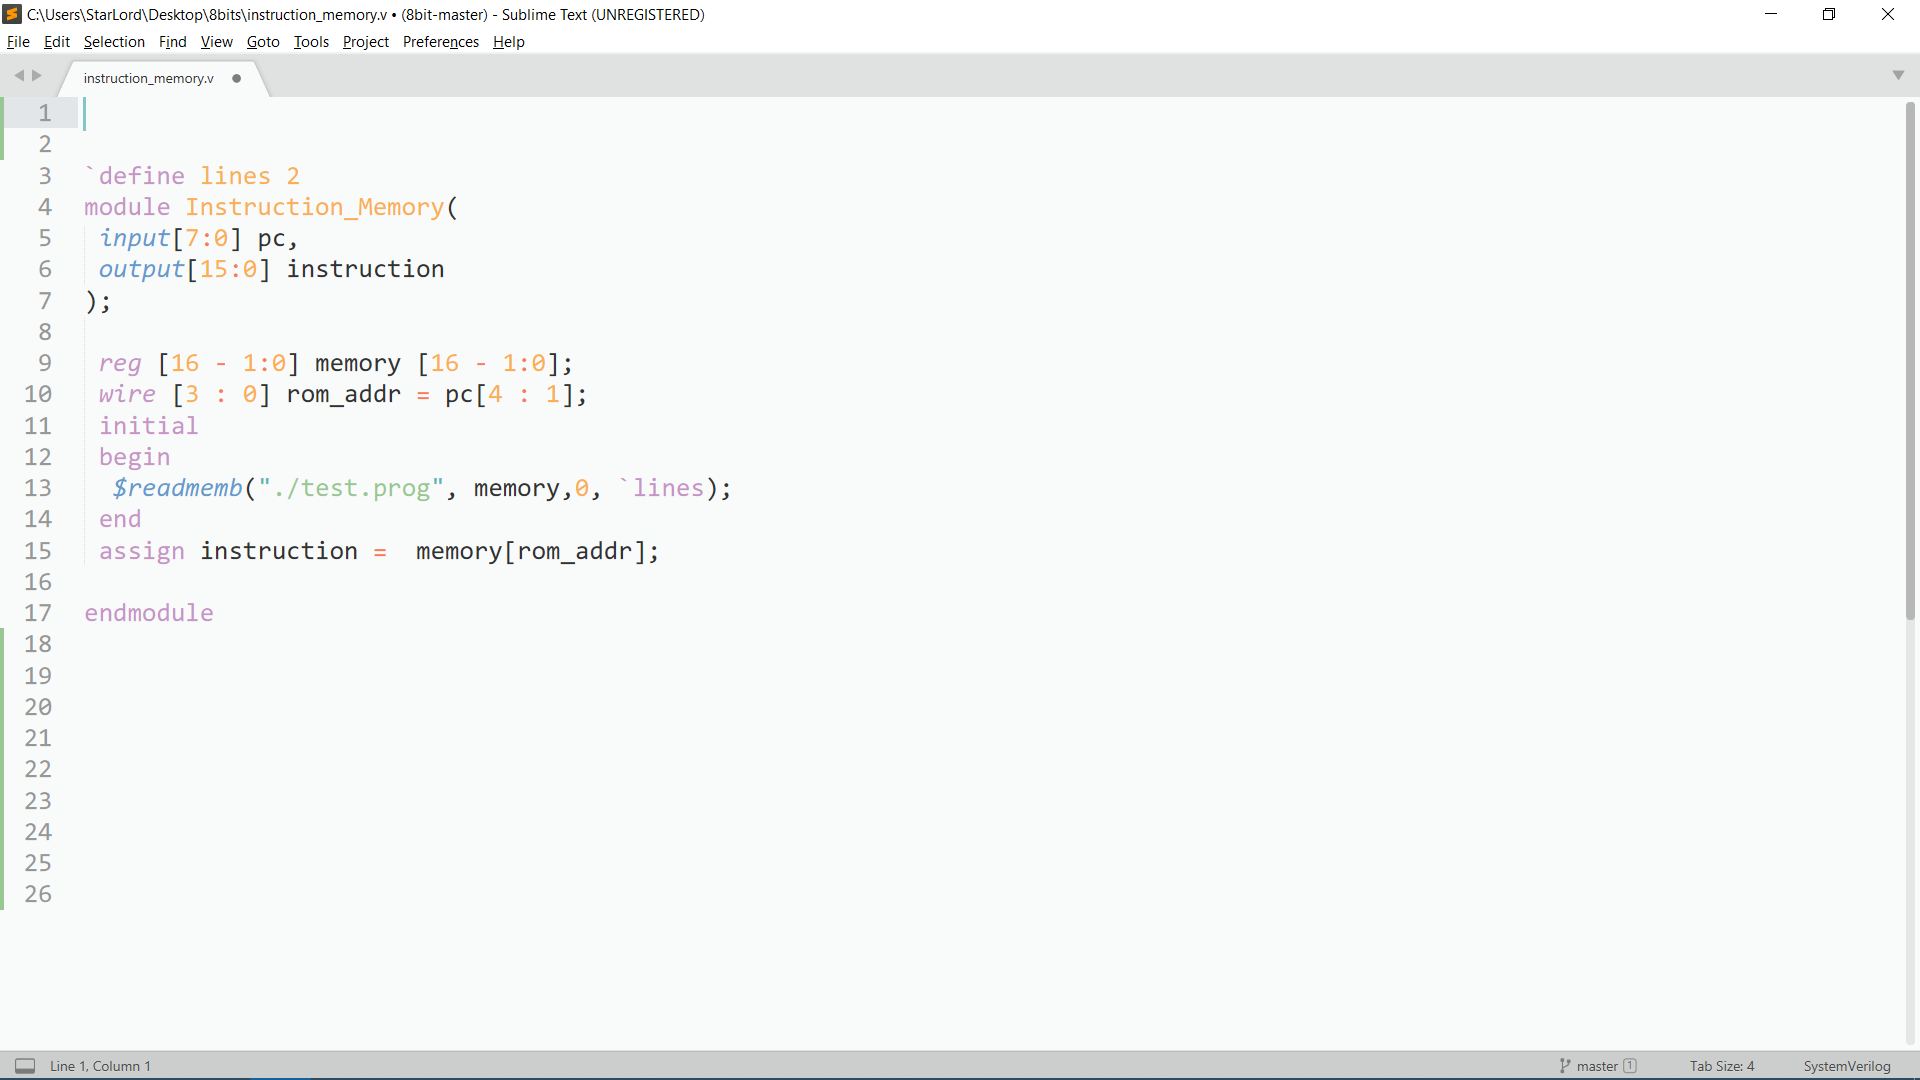 C:\Users\StarLord\Desktop\8bits\instruction_memory.v • (8bit-master) - Sublime Text (UNREGISTERED)
File Edit Selection Find View Goto Tools Project Preferences Help
instruction_memory.v
1
2
3 `define lines 2
4 module Instruction_Memory(
5 input[7:0] pc,
6 output[15:0] instruction
7 );
8
9 reg [16 - 1:0] memory [16 - 1:0];
10 wire [3 : 0] rom_addr = pc[4 : 1];
11 initial
12 begin
13 $readmemb("./test.prog", memory,0, `lines);
14 end
15 assign instruction =  memory[rom_addr];
16
17 endmodule
18
19
20
21
22
23
24
25
26
Line 1, Column 1 master 1 Tab Size: 4 SystemVerilog